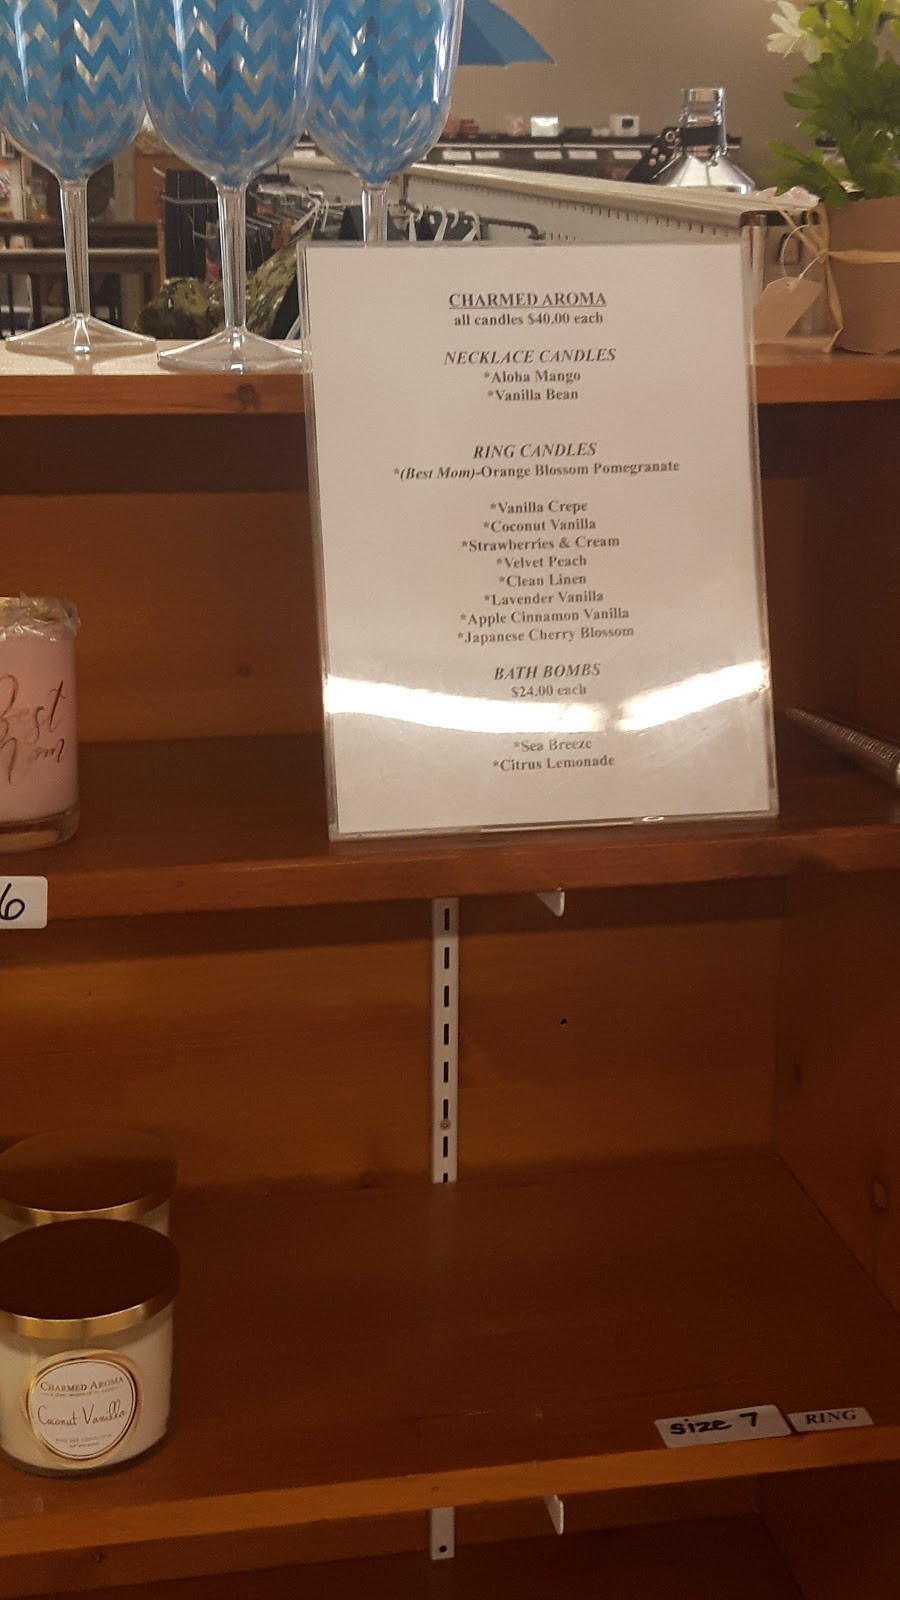 CHARMED AROMA
all candles $40.00 each
NECKLACE CANDLES
*Aloha Mango
*Vanilla Bean
RING CANDLES
*(Best Mom)-Orange Blossom Pomegranate
*Vanilla Crepe
*Coconut Vanilla
*Strawberries & Cream
*Velvet Peach
*Clean Linen
*Lavender Vanilla
*Apple Cinnamon Vanilla
*Japanese Cherry Blossom
BATH BOMBS
$24.00 each
*Sea Breeze
*Citrus Lemonade
Best
Mom
6
CHARMED AROMA
Coconut Vanilla
size 7
RING